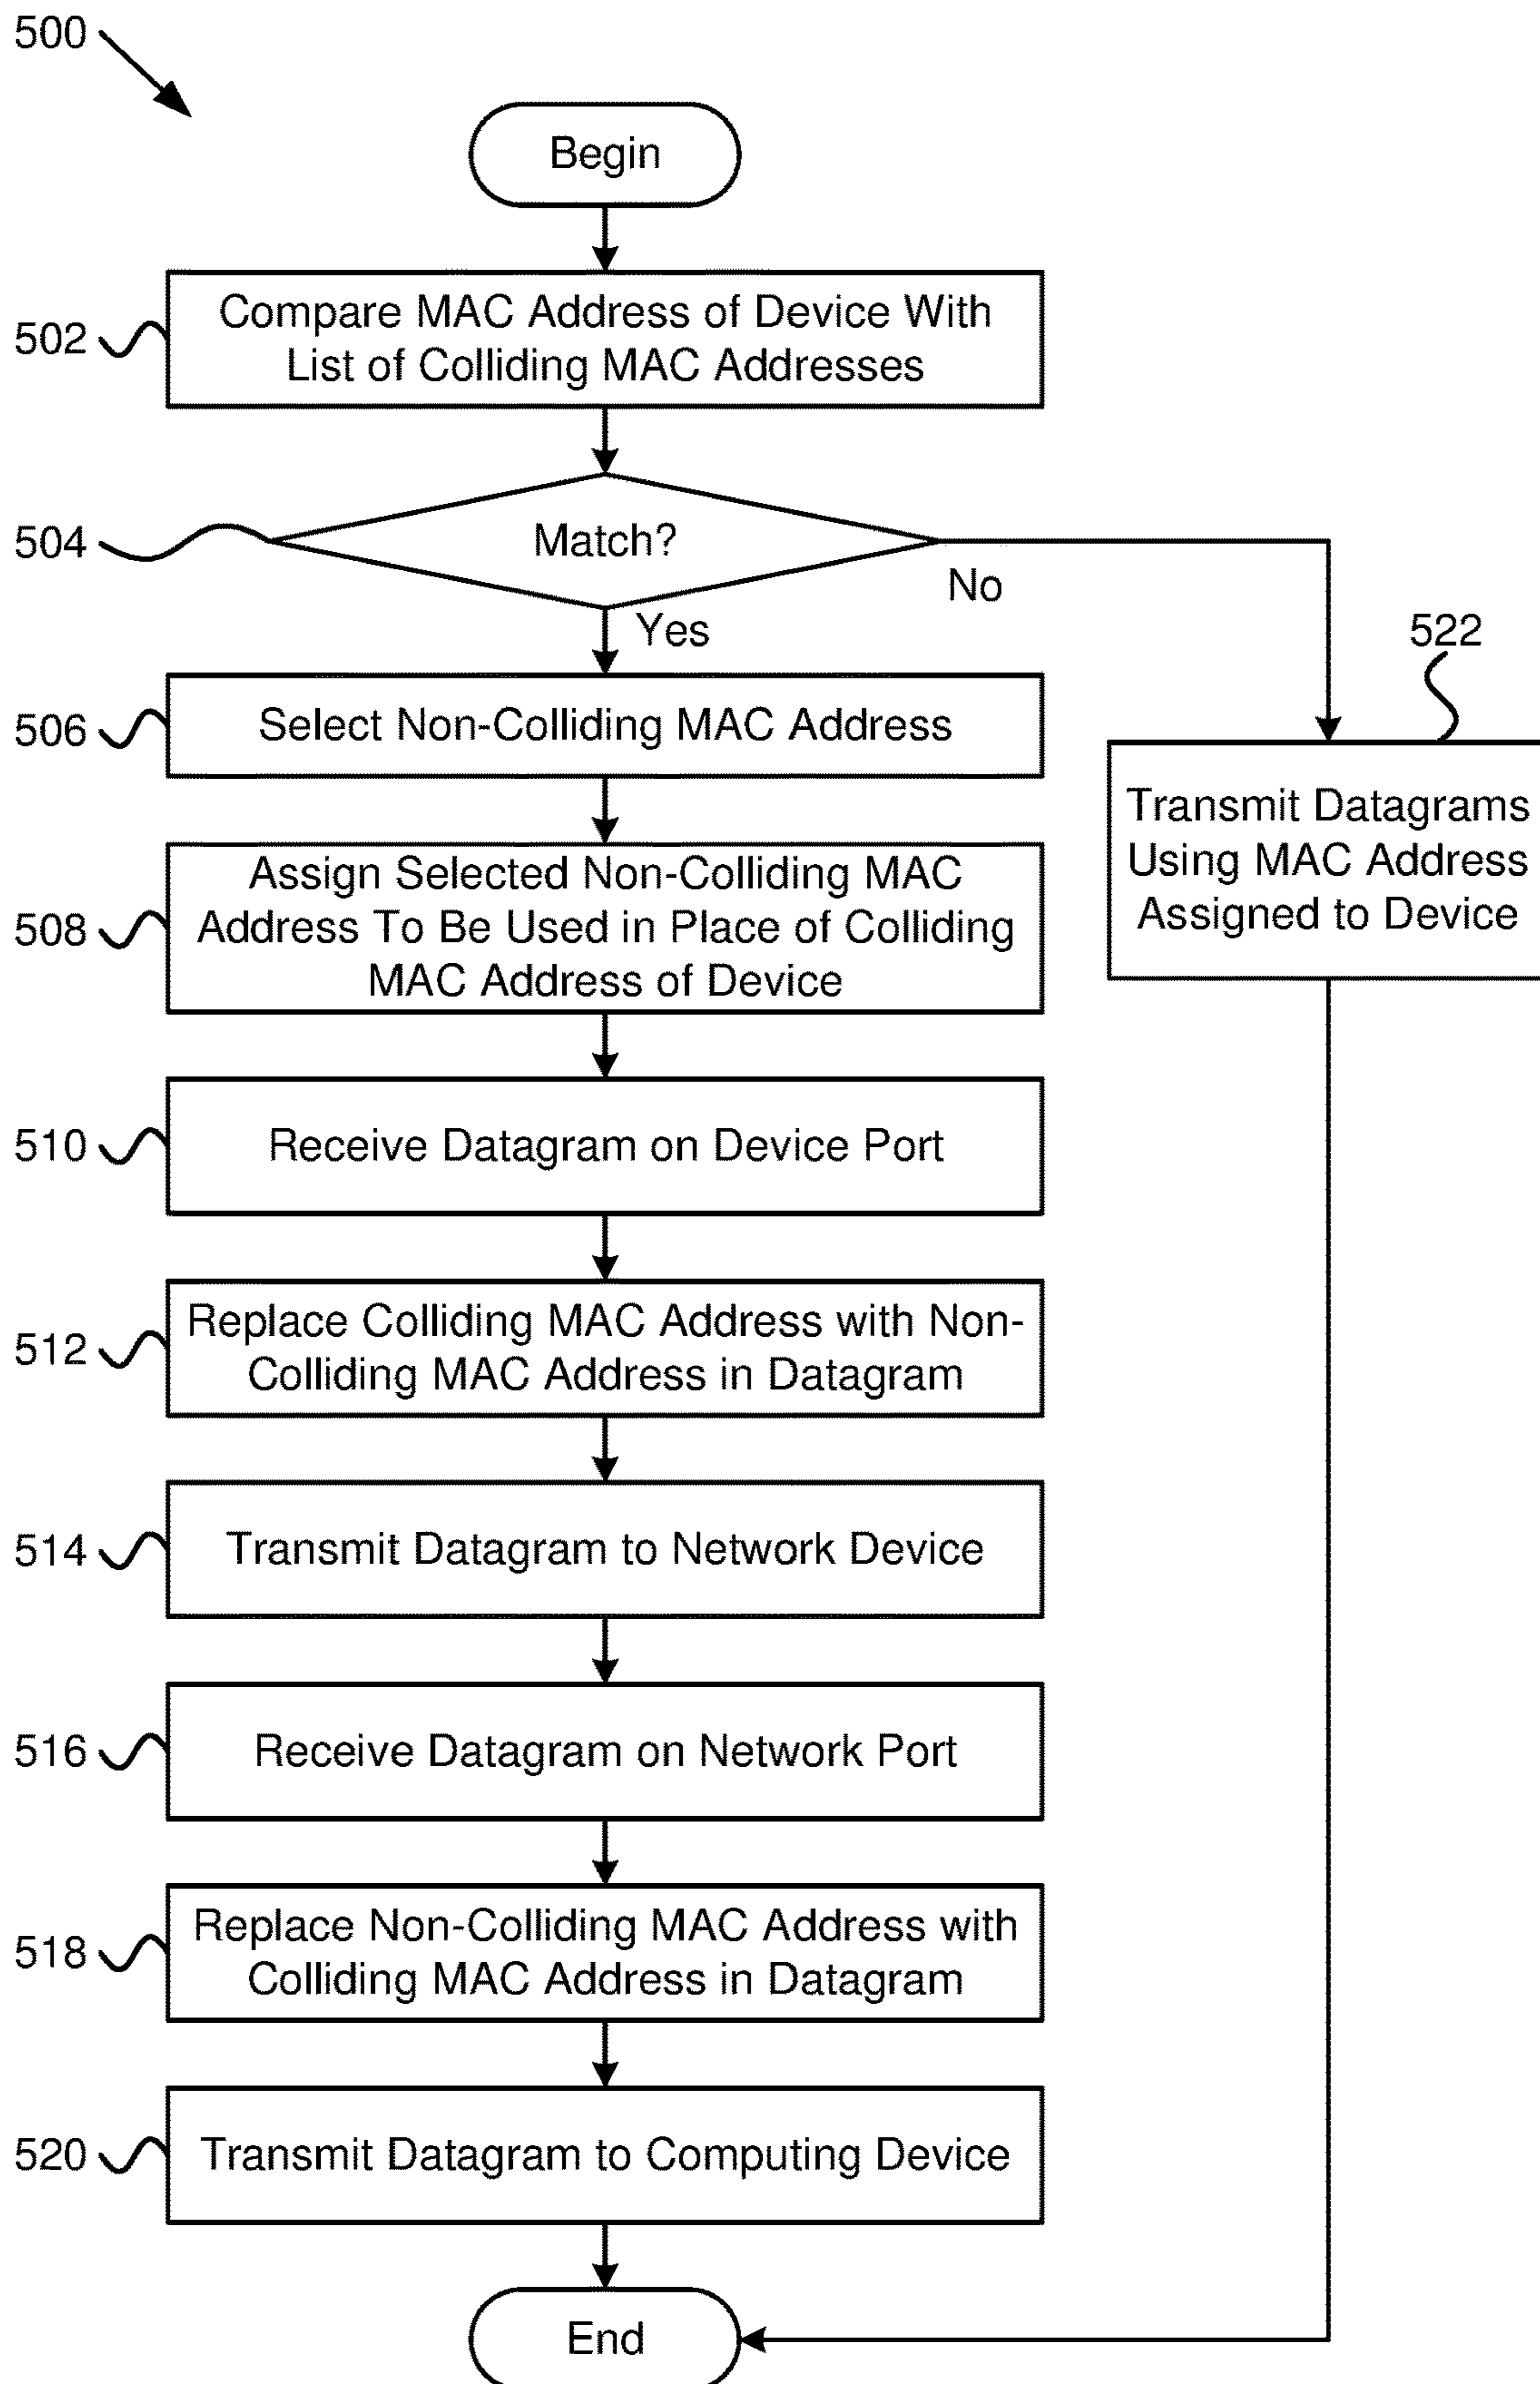 500
Begin
502
Compare MAC Address of Device With
List of Colliding MAC Addresses
504
Match?
No
Yes
522
506
Select Non-Colliding MAC Address
Transmit Datagrams
Using MAC Address
Assigned to Device
508
Assign Selected Non-Colliding MAC
Address To Be Used in Place of Colliding
MAC Address of Device
510
Receive Datagram on Device Port
512
Replace Colliding MAC Address with Non-
Colliding MAC Address in Datagram
514
Transmit Datagram to Network Device
516
Receive Datagram on Network Port
518
Replace Non-Colliding MAC Address with
Colliding MAC Address in Datagram
520
Transmit Datagram to Computing Device
End